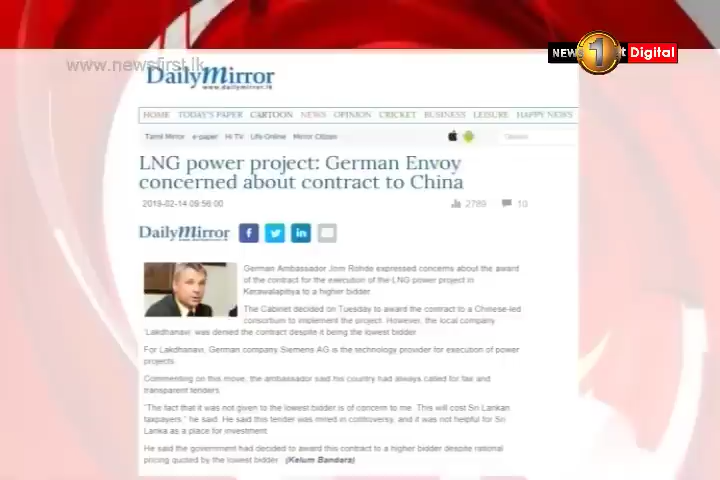 www.newsfirst.lk
NEWS 1st Digital
DailyMirror
www.dailymirror.lk
HOME TODAY'S PAPER CARTOON NEWS OPINION CRICKET BUSINESS LEISURE HAPPY NEWS
Tamil Mirror e-paper Hi TV Life Online Mirror Citizen
LNG power project: German Envoy
concerned about contract to China
2019-02-14 09:56:00 2789 10
DailyMirror
www.dailymirror.lk
German Ambassador Jorn Rohde expressed concerns about the award
of the contract for the execution of the LNG power project in
Kerawalapitiya to a higher bidder.
The Cabinet decided on Tuesday to award the contract to a Chinese-led
consortium to implement the project. However, the local company
'Lakdhanavi' was denied the contract despite it being the lowest bidder.
For Lakdhanavi, German company Siemens AG is the technology provider for execution of power
projects.
Commenting on this move, the ambassador said his country had always called for fair and
transparent tenders.
"The fact that it was not given to the lowest bidder is of concern to me. This will cost Sri Lankan
taxpayers," he said. He said this tender was mired in controversy, and it was not helpful for Sri
Lanka as a place for investment.
He said the government had decided to award this contract to a higher bidder despite rational
pricing quoted by the lowest bidder. (Kelum Bandara)